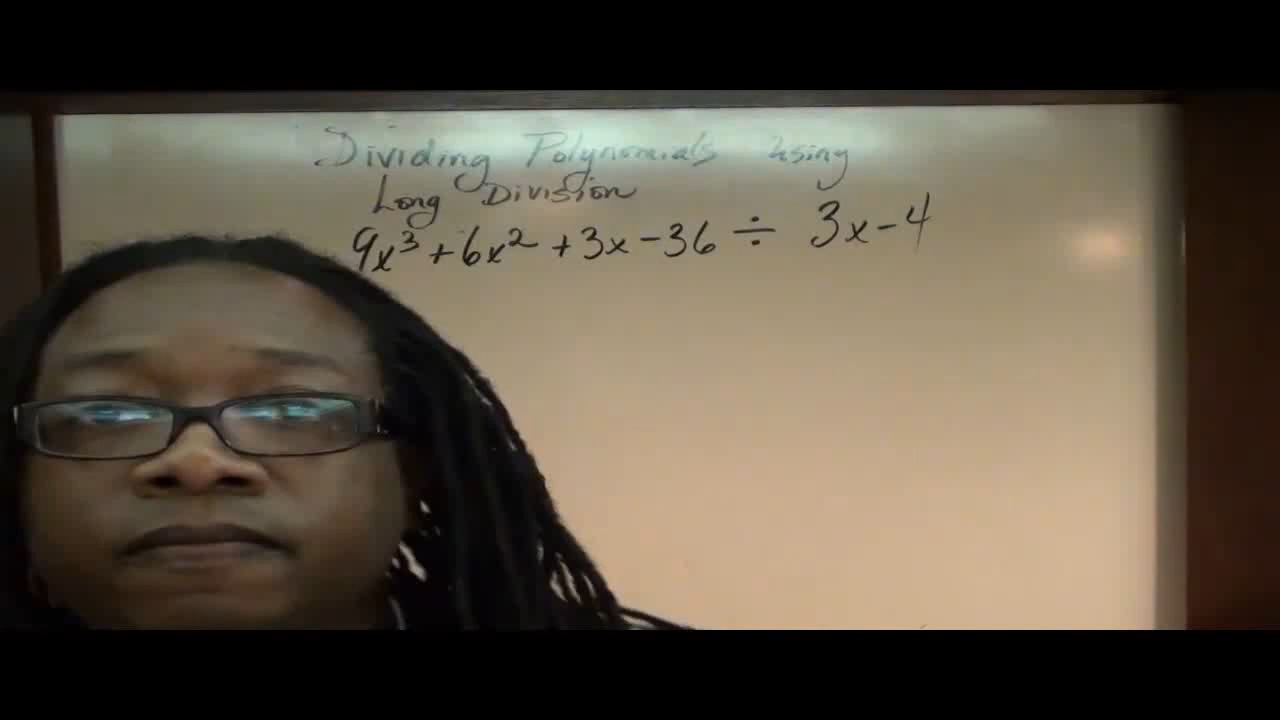 Dividing Polynomials Using
Long Division
9x³ + 6x² + 3x - 36 ÷ 3x - 4